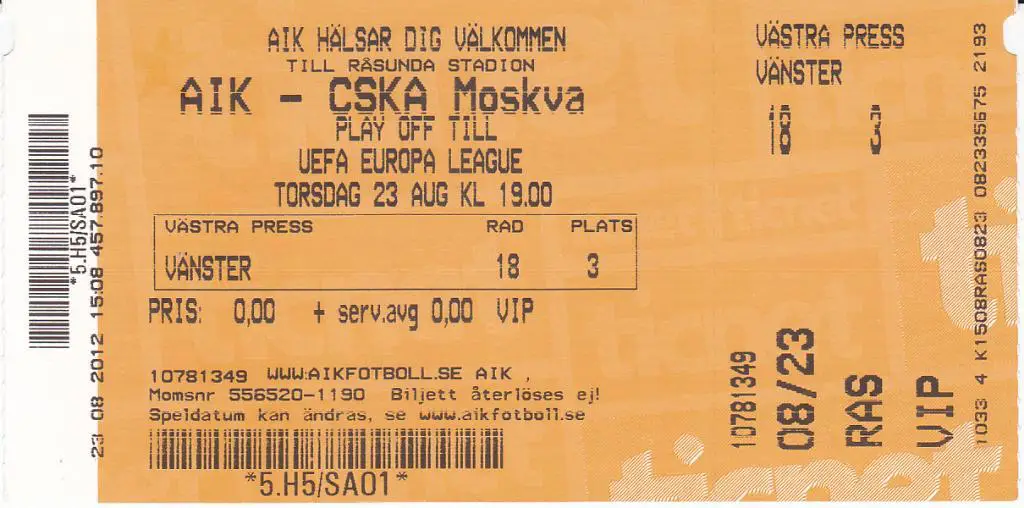 AIK HÄLSAR DIG VÄLKOMMEN
TILL RÅSUNDA STADION
AIK - CSKA Moskva
PLAY OFF TILL
UEFA EUROPA LEAGUE
TORSDAG 23 AUG KL 19.00
VÄSTRA PRESS RAD PLATS
VÄNSTER 18 3
PRIS: 0,00 + serv.avg 0,00 VIP
10781349 WWW.AIKFOTBOLL.SE AIK ,
Momsnr 556520-1190 Biljett återlöses ej!
Speldatum kan ändras, se www.aikfotboll.se
*5.H5/SA01*
*5.H5/SA01*
23 08 2012 15:08 457.897.10
VÄSTRA PRESS
VÄNSTER
18 3
10781349
08/23
RAS
VIP
1033 4 K1508RAS0823 082335675 2193
ticket
ticnet